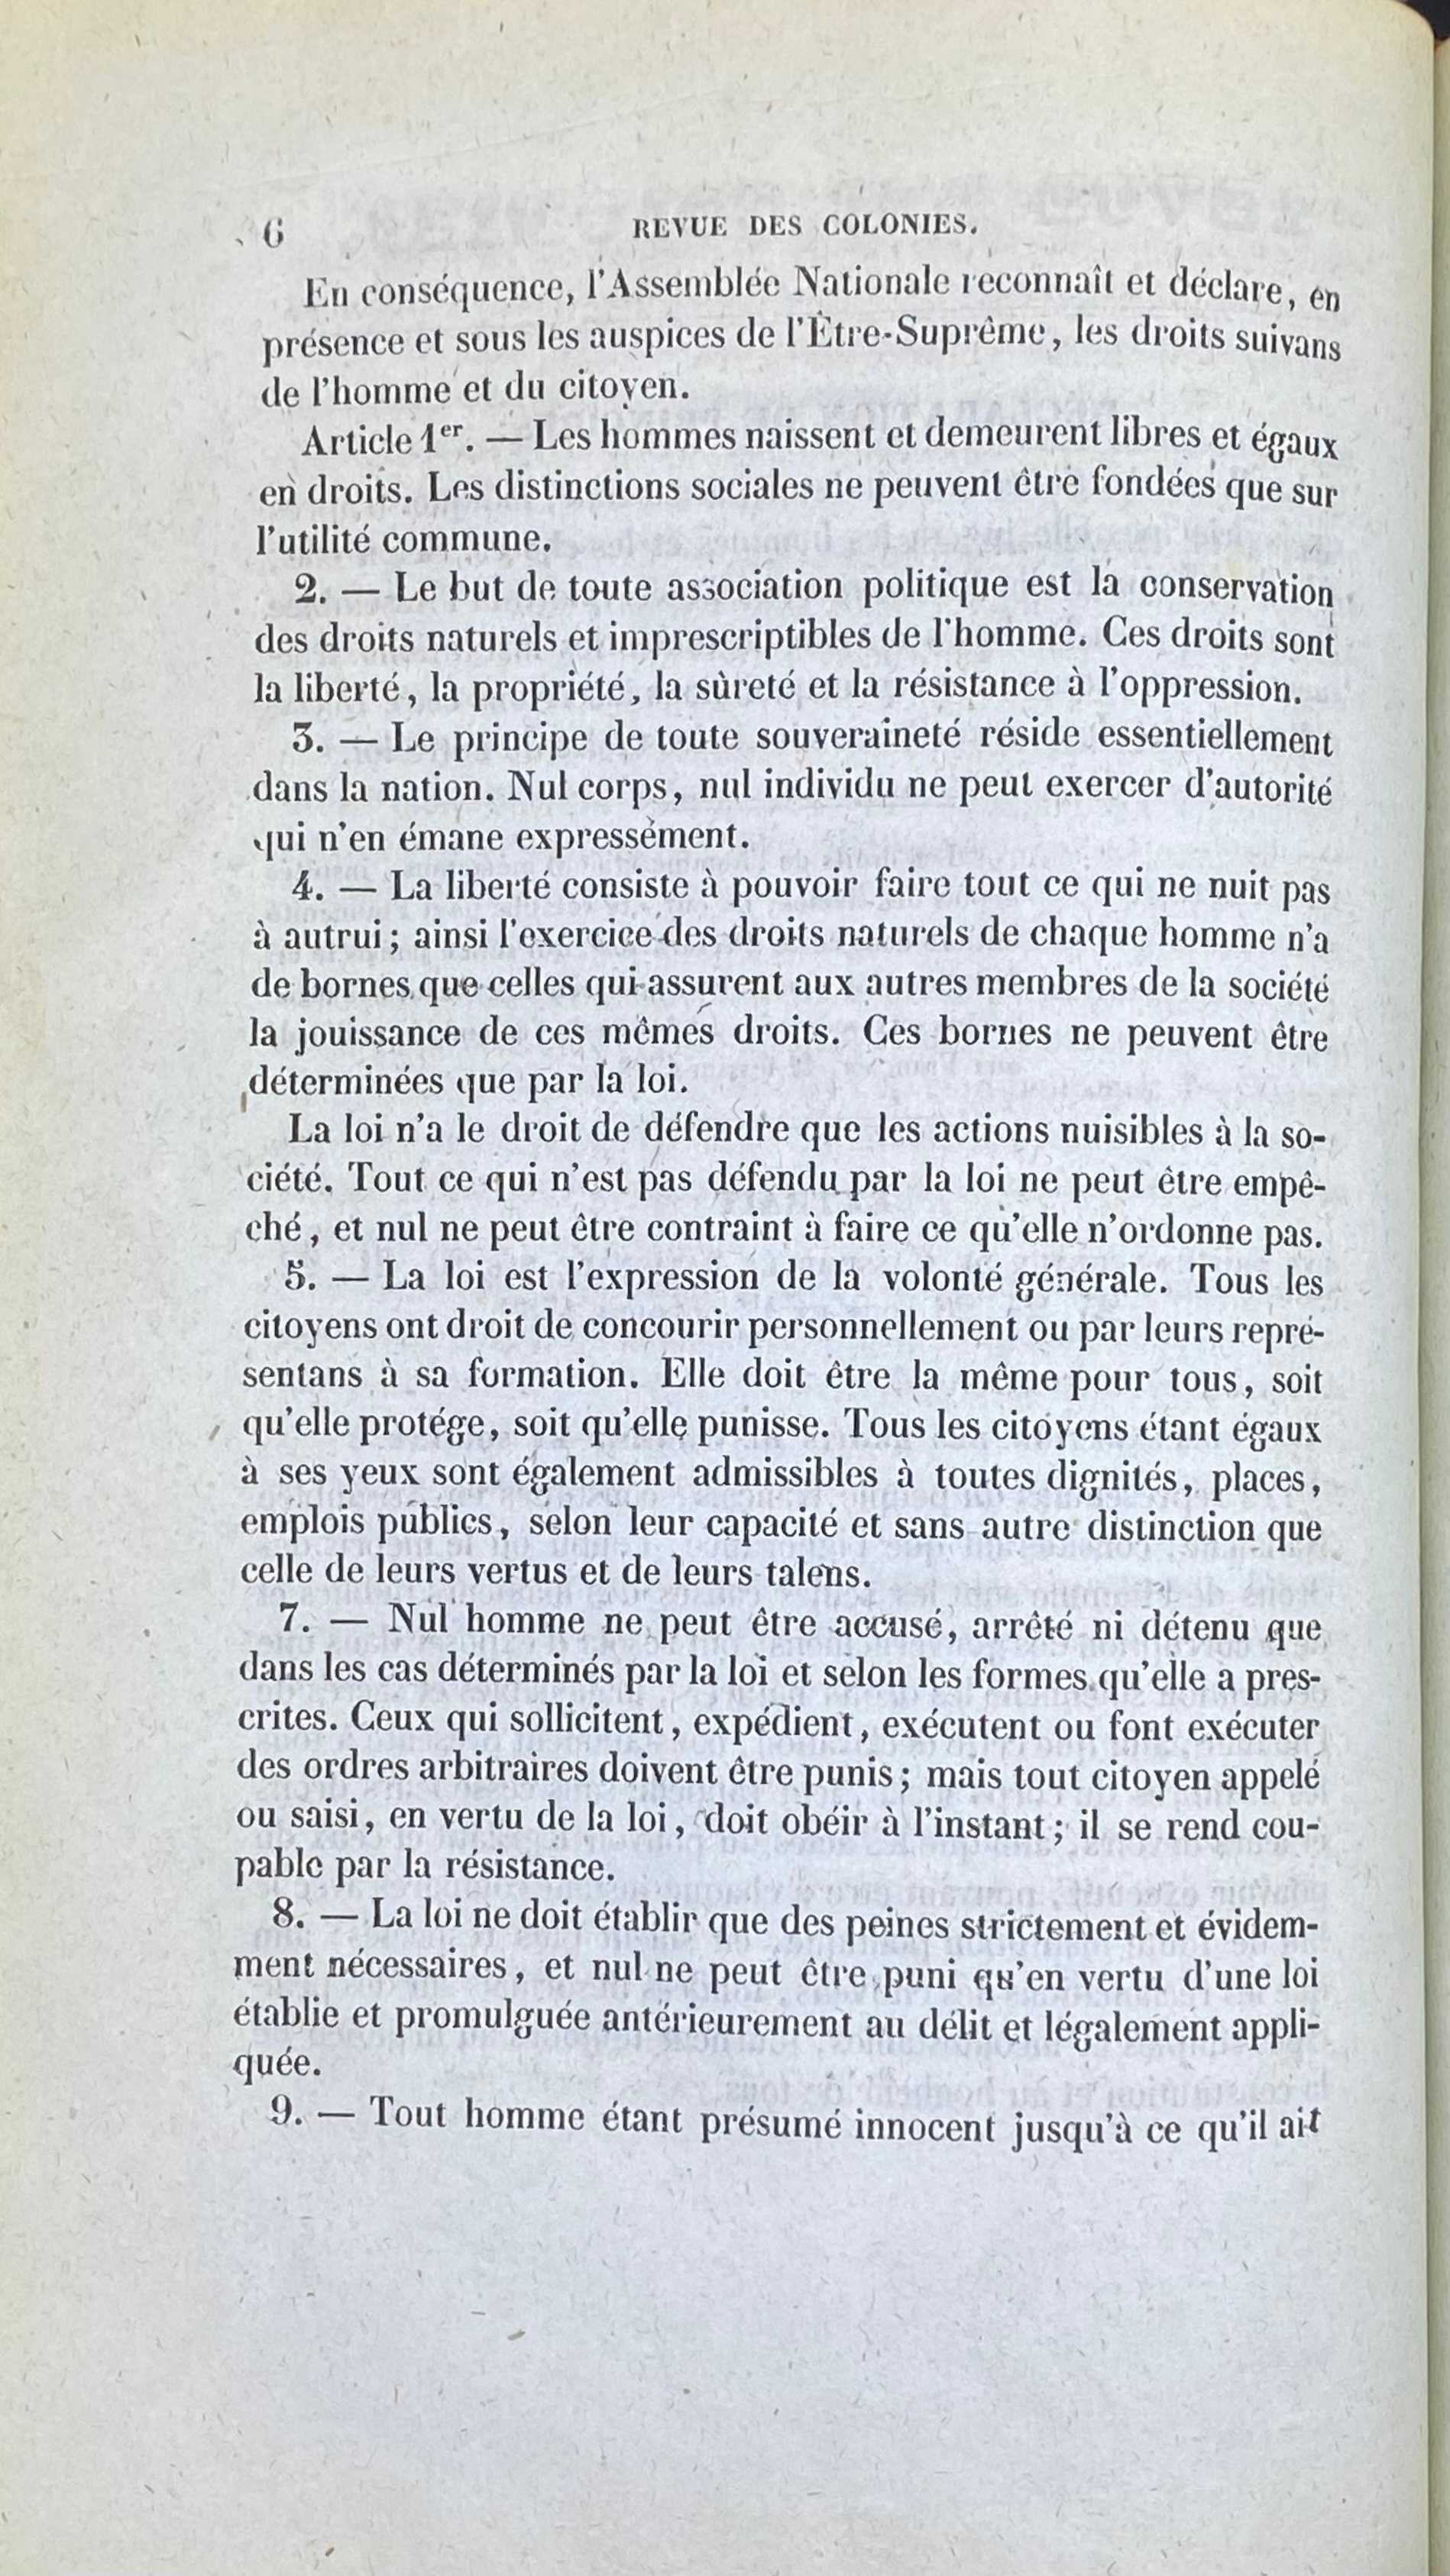 6 REVUE DES COLONIES.
En conséquence, l'Assemblée Nationale reconnaît et déclare, en
présence et sous les auspices de l'Être-Suprême, les droits suivans
de l'homme et du citoyen.
Article 1er. — Les hommes naissent et demeurent libres et égaux
en droits. Les distinctions sociales ne peuvent être fondées que sur
l'utilité commune.
2. — Le but de toute association politique est la conservation
des droits naturels et imprescriptibles de l'homme. Ces droits sont
la liberté, la propriété, la sûreté et la résistance à l'oppression.
3. — Le principe de toute souveraineté réside essentiellement
dans la nation. Nul corps, nul individu ne peut exercer d'autorité
qui n'en émane expressément.
4. — La liberté consiste à pouvoir faire tout ce qui ne nuit pas
à autrui ; ainsi l'exercice des droits naturels de chaque homme n'a
de bornes que celles qui assurent aux autres membres de la société
la jouissance de ces mêmes droits. Ces bornes ne peuvent être
déterminées que par la loi.
La loi n'a le droit de défendre que les actions nuisibles à la so-
ciété. Tout ce qui n'est pas défendu par la loi ne peut être empê-
ché, et nul ne peut être contraint à faire ce qu'elle n'ordonne pas.
5. — La loi est l'expression de la volonté générale. Tous les
citoyens ont droit de concourir personnellement ou par leurs repré-
sentans à sa formation. Elle doit être la même pour tous, soit
qu'elle protége, soit qu'elle punisse. Tous les citoyens étant égaux
à ses yeux sont également admissibles à toutes dignités, places,
emplois publics, selon leur capacité et sans autre distinction que
celle de leurs vertus et de leurs talens.
7. — Nul homme ne peut être accusé, arrêté ni détenu que
dans les cas déterminés par la loi et selon les formes qu'elle a pres-
crites. Ceux qui sollicitent, expédient, exécutent ou font exécuter
des ordres arbitraires doivent être punis ; mais tout citoyen appelé
ou saisi, en vertu de la loi, doit obéir à l'instant ; il se rend cou-
pable par la résistance.
8. — La loi ne doit établir que des peines strictement et évidem-
ment nécessaires, et nul ne peut être puni qu'en vertu d'une loi
établie et promulguée antérieurement au délit et légalement appli-
quée.
9. — Tout homme étant présumé innocent jusqu'à ce qu'il ait